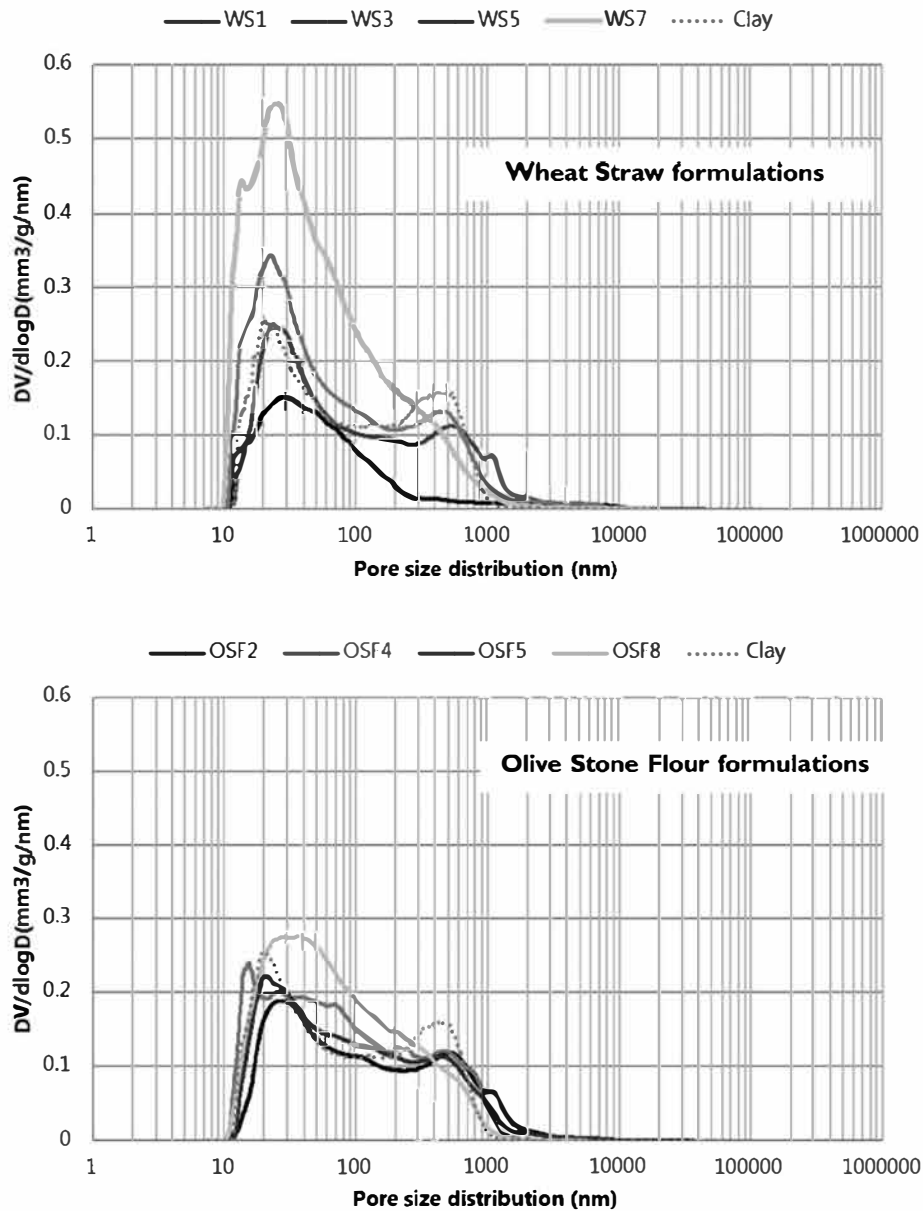 WS1 WS3 WS5 WS7 Clay
0.6
0.5
0.4
0.3
0.2
0.1
0
DV/dlogD(mm3/g/nm)
Wheat Straw formulations
1 10 100 1000 10000 100000 1000000
Pore size distribution (nm)
OSF2 OSF4 OSF5 OSF8 Clay
0.6
0.5
0.4
0.3
0.2
0.1
0
DV/dlogD(mm3/g/nm)
Olive Stone Flour formulations
1 10 100 1000 10000 100000 1000000
Pore size distribution (nm)